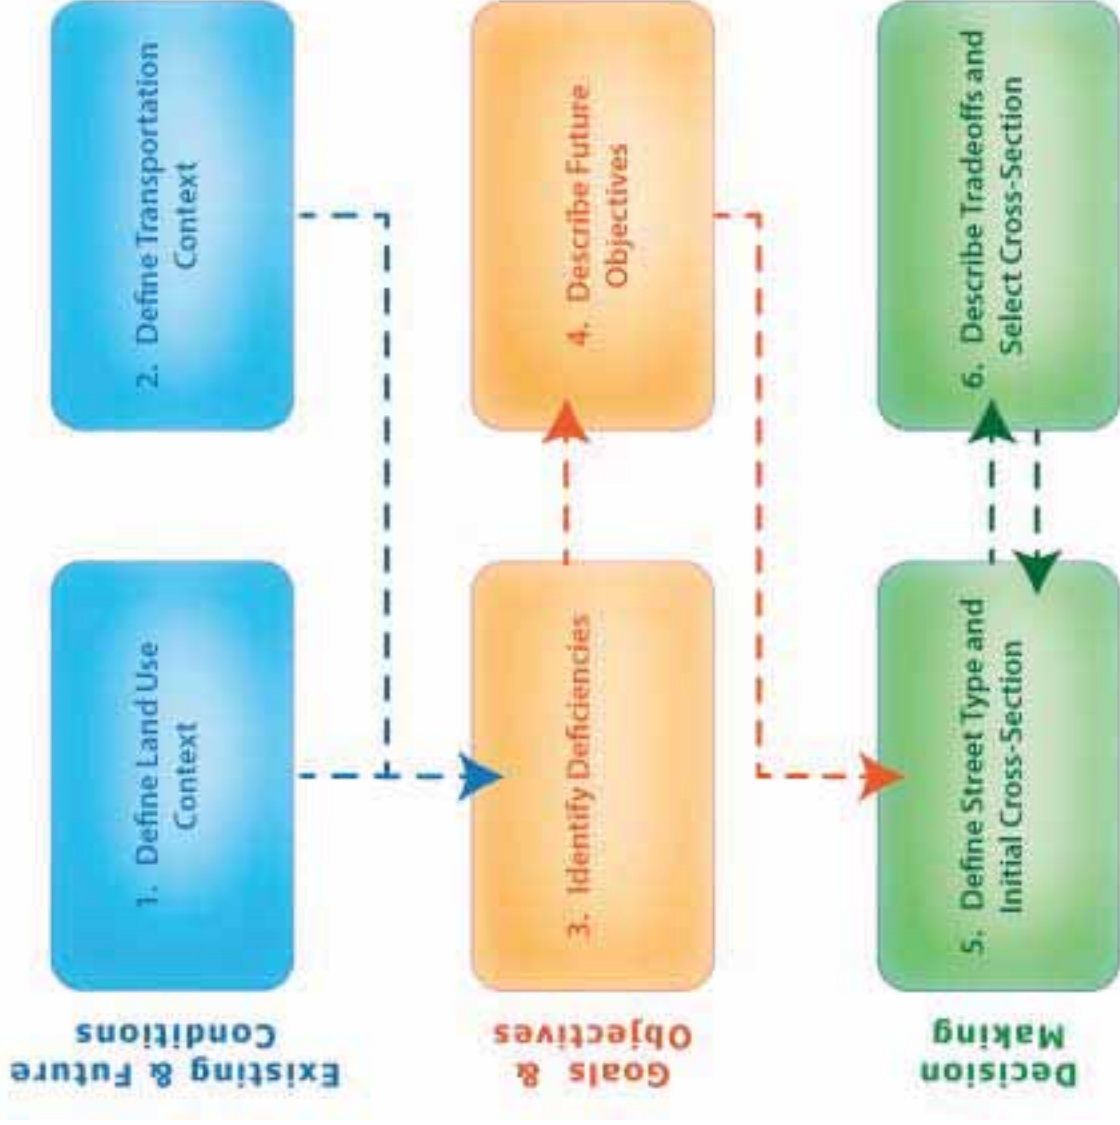 Existing & Future
Conditions
1. Define Land Use
Context
2. Define Transportation
Context
Goals &
Objectives
3. Identify Deficiencies
4. Describe Future
Objectives
Decision
Making
5. Define Street Type and
Initial Cross-Section
6. Describe Tradeoffs and
Select Cross-Section